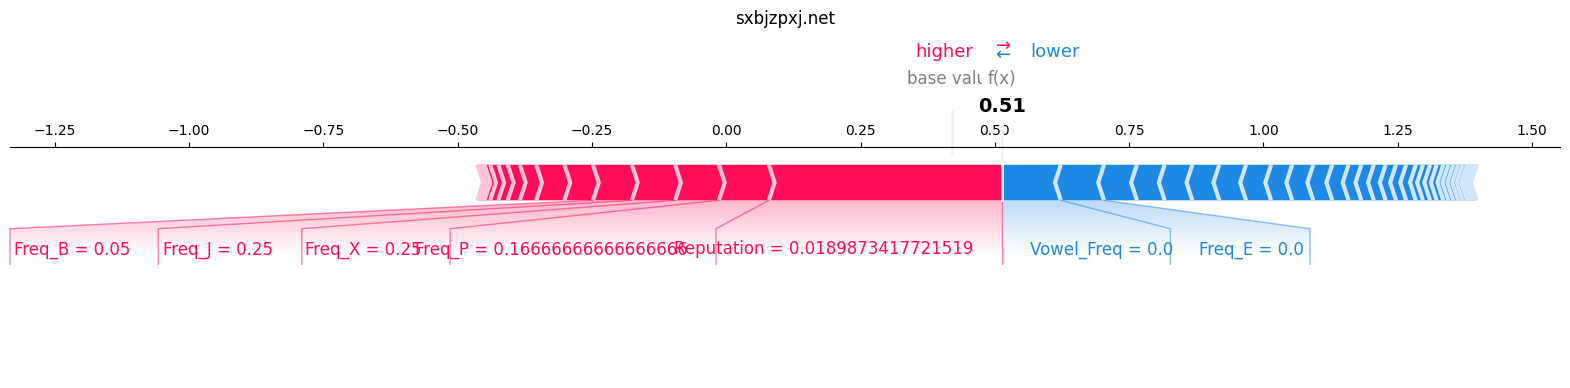 sxbjzpxj.net
higher → ← lower
base valu f(x)
0.51
−1.25 −1.00 −0.75 −0.50 −0.25 0.00 0.25 0.5 0.75 1.00 1.25 1.50
Freq_B = 0.05 Freq_J = 0.25 Freq_X = 0.25 Freq_P = 0.16666666666666666 Reputation = 0.0189873417721519 Vowel_Freq = 0.0 Freq_E = 0.0